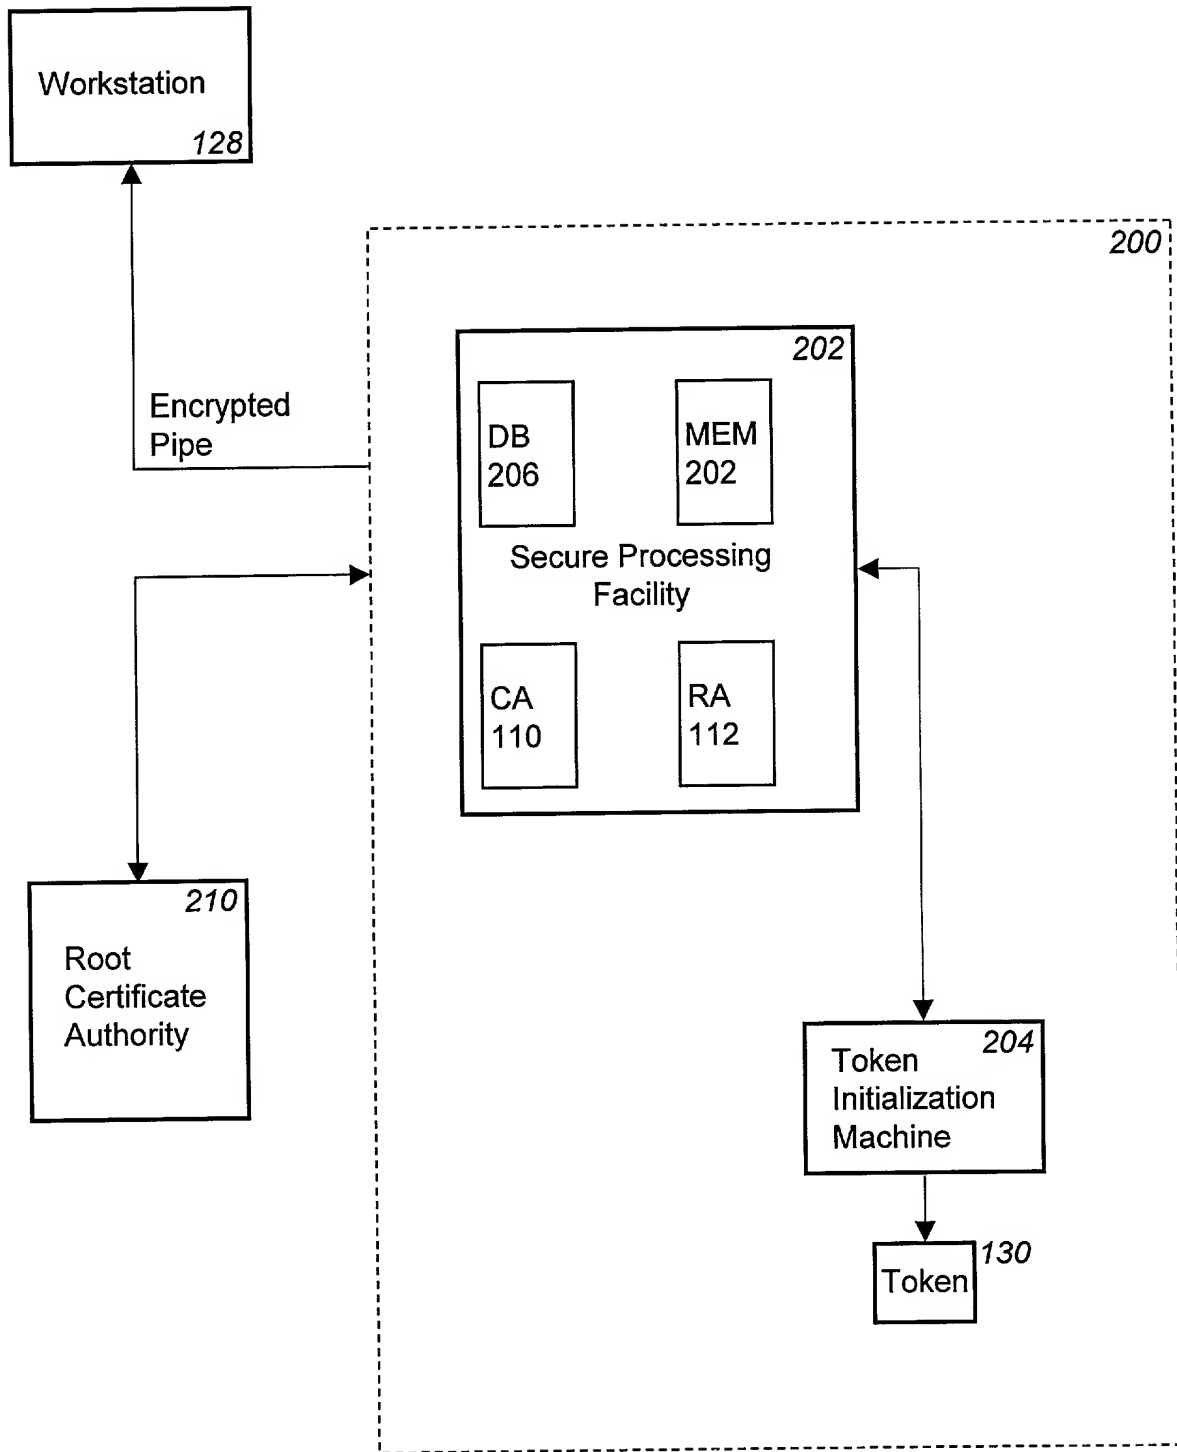 Workstation
128
200
202
Encrypted
Pipe
DB
206
MEM
202
Secure Processing
Facility
CA
110
RA
112
210
Root
Certificate
Authority
204
Token
Initialization
Machine
130
Token